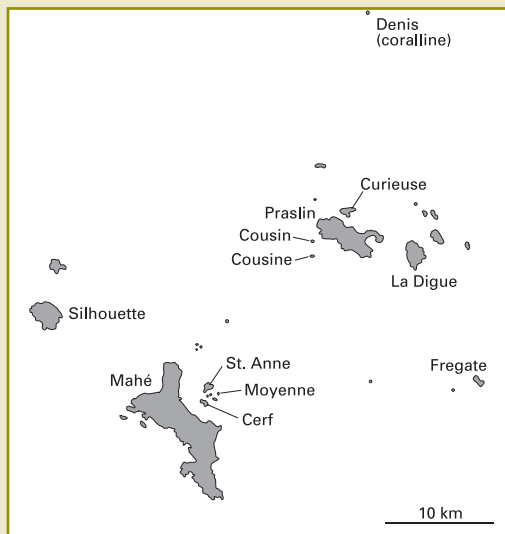 Denis
(coralline)
Curieuse
Praslin
Cousin
Cousine
La Digue
Silhouette
St. Anne
Mahé
Moyenne
Fregate
Cerf
10 km